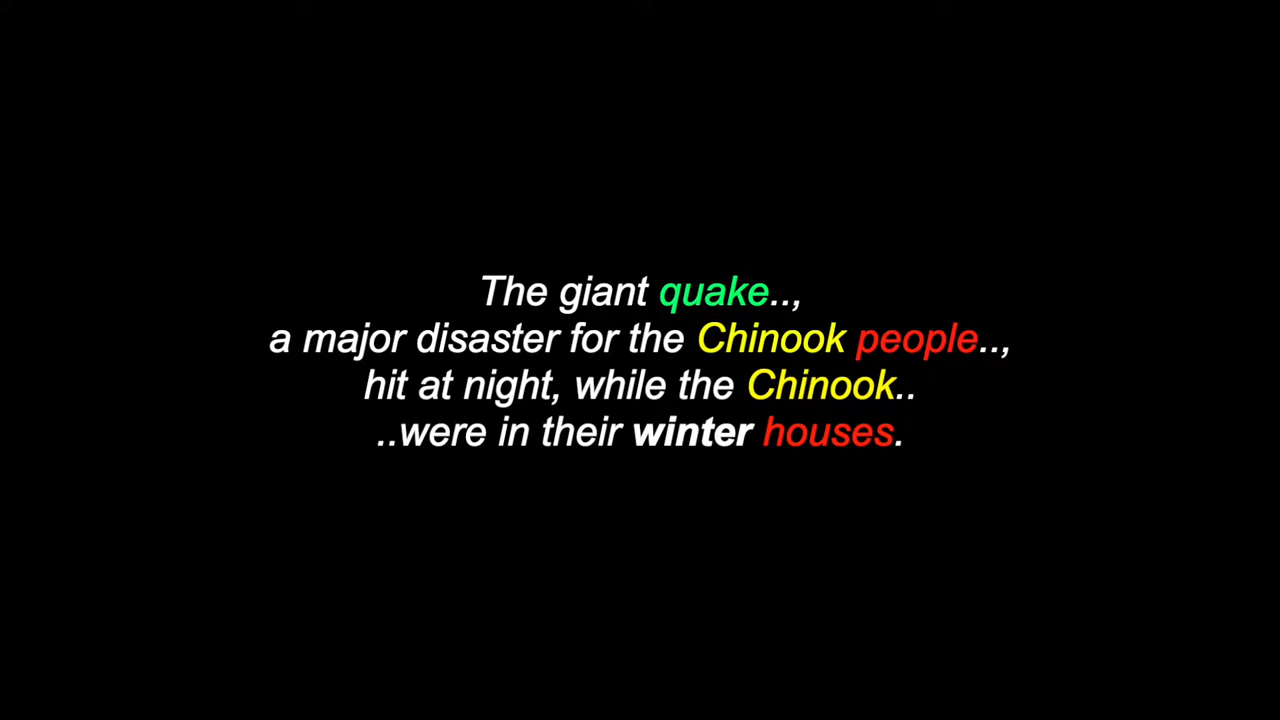 The giant quake..,
a major disaster for the Chinook people..,
hit at night, while the Chinook..
..were in their winter houses.